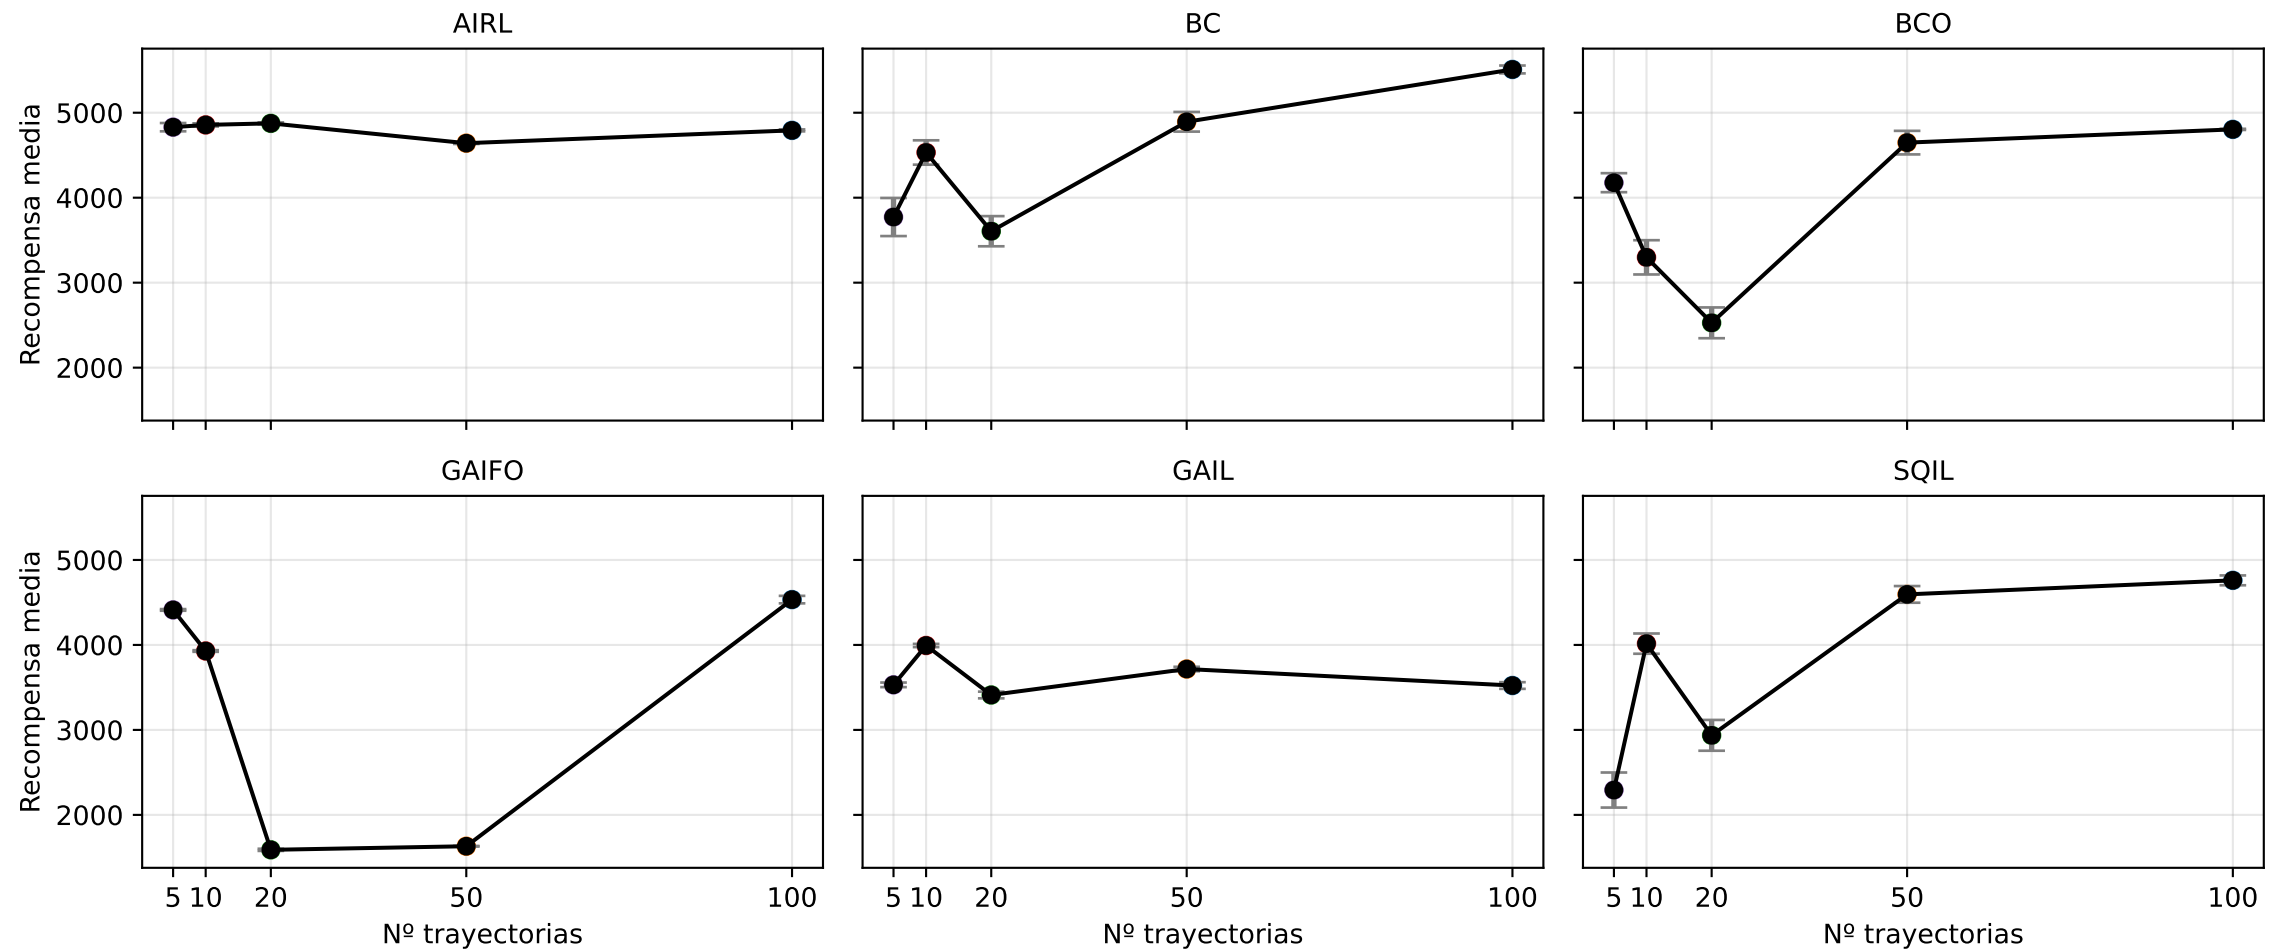 AIRL
BC
BCO
Recompensa media
5000
4000
3000
2000
GAIFO
GAIL
SQIL
Recompensa media
5000
4000
3000
2000
5 10 20 50 100
5 10 20 50 100
5 10 20 50 100
Nº trayectorias
Nº trayectorias
Nº trayectorias